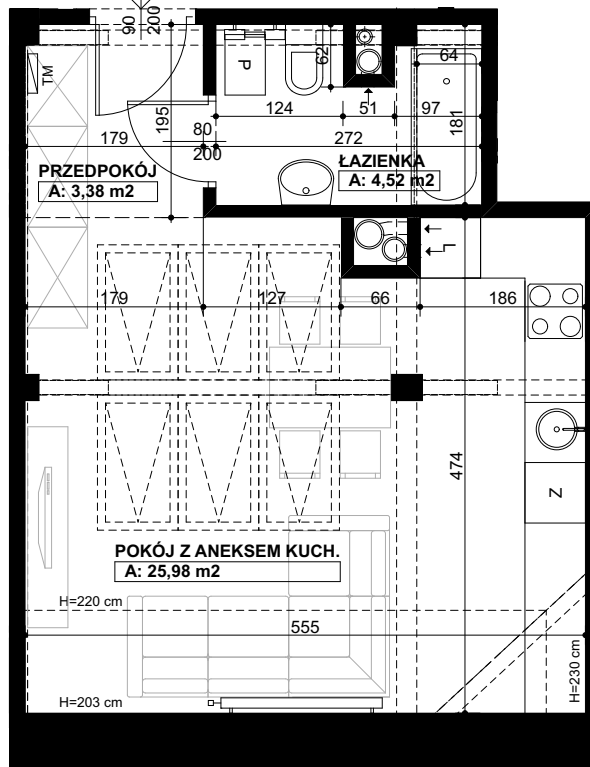 90
200
TM
P
62
64
124
51
97
181
195
179
80
200
272
PRZEDPOKÓJ
A: 3,38 m2
ŁAZIENKA
A: 4,52 m2
L
179
127
66
186
474
Z
POKÓJ Z ANEKSEM KUCH.
A: 25,98 m2
H=220 cm
555
H=203 cm
H=230 cm